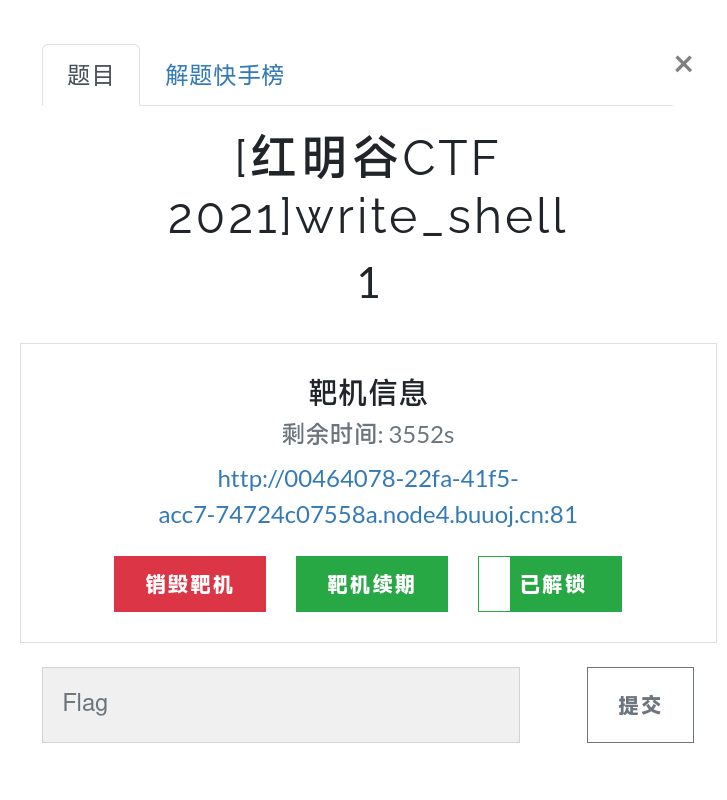 题目
解题快手榜
×
[红明谷CTF
2021]write_shell
1
靶机信息
剩余时间: 3552s
http://00464078-22fa-41f5-
acc7-74724c07558a.node4.buuoj.cn:81
销毁靶机
靶机续期
已解锁
Flag
提交